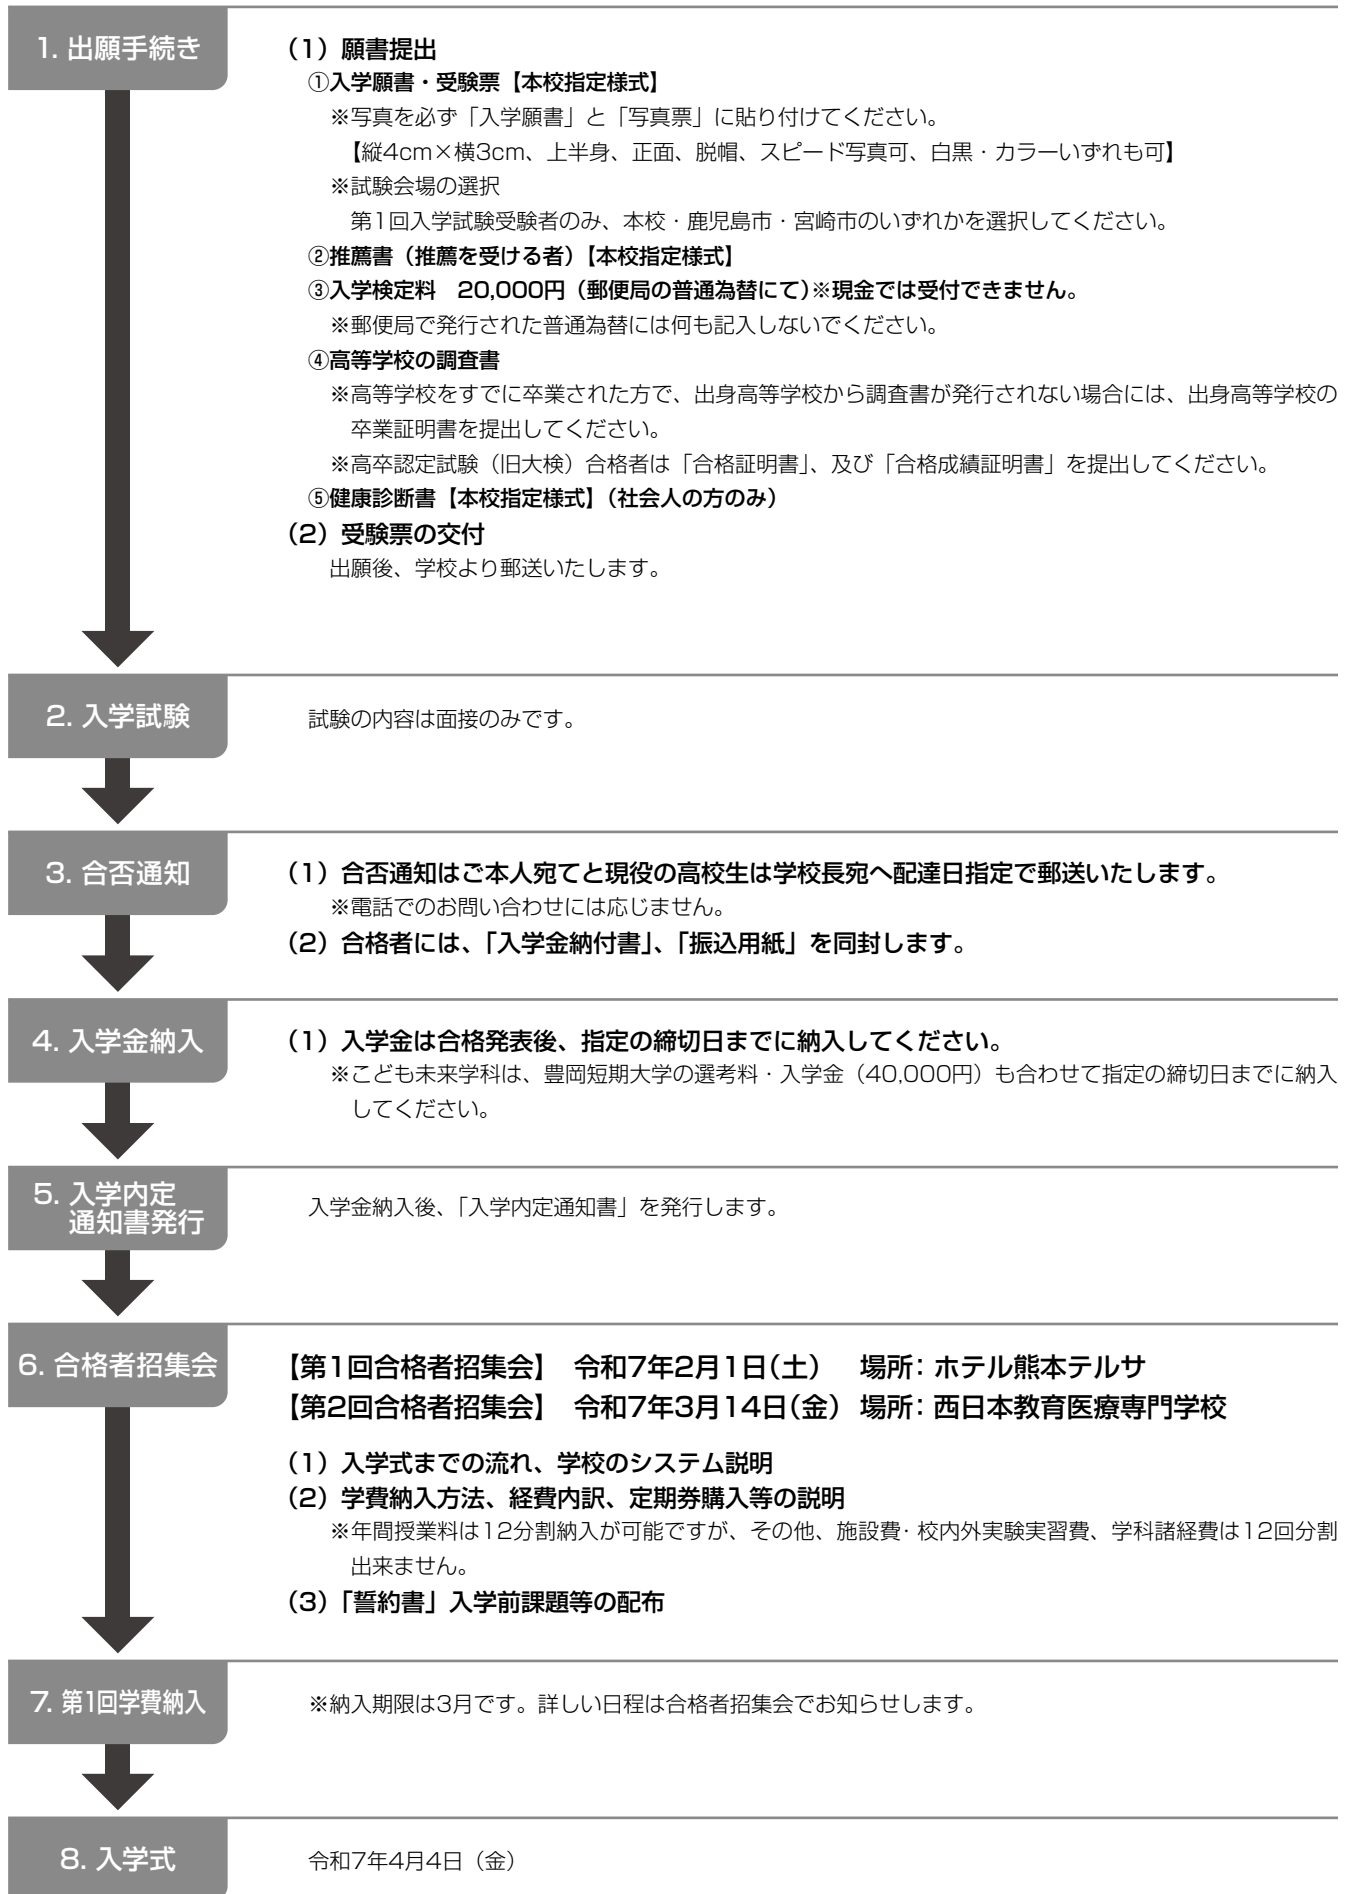 1. 出願手続き
（1）願書提出
①入学願書・受験票【本校指定様式】
※写真を必ず「入学願書」と「写真票」に貼り付けてください。
【縦4cm×横3cm、上半身、正面、脱帽、スピード写真可、白黒・カラーいずれも可】
※試験会場の選択
第1回入学試験受験者のみ、本校・鹿児島市・宮崎市のいずれかを選択してください。
②推薦書（推薦を受ける者）【本校指定様式】
③入学検定料　20,000円（郵便局の普通為替にて）※現金では受付できません。
※郵便局で発行された普通為替には何も記入しないでください。
④高等学校の調査書
※高等学校をすでに卒業された方で、出身高等学校から調査書が発行されない場合には、出身高等学校の
卒業証明書を提出してください。
※高卒認定試験（旧大検）合格者は「合格証明書」、及び「合格成績証明書」を提出してください。
⑤健康診断書【本校指定様式】（社会人の方のみ）
（2）受験票の交付
出願後、学校より郵送いたします。
2. 入学試験
試験の内容は面接のみです。
3. 合否通知
（1）合否通知はご本人宛てと現役の高校生は学校長宛へ配達日指定で郵送いたします。
※電話でのお問い合わせには応じません。
（2）合格者には、「入学金納付書」、「振込用紙」を同封します。
4. 入学金納入
（1）入学金は合格発表後、指定の締切日までに納入してください。
※こども未来学科は、豊岡短期大学の選考料・入学金（40,000円）も合わせて指定の締切日までに納入
してください。
5. 入学内定
通知書発行
入学金納入後、「入学内定通知書」を発行します。
6. 合格者招集会
【第1回合格者招集会】　令和7年2月1日（土）　場所：ホテル熊本テルサ
【第2回合格者招集会】　令和7年3月14日（金）場所：西日本教育医療専門学校
（1）入学式までの流れ、学校のシステム説明
（2）学費納入方法、経費内訳、定期券購入等の説明
※年間授業料は12分割納入が可能ですが、その他、施設費・校内外実験実習費、学科諸経費は12回分割
出来ません。
（3）「誓約書」入学前課題等の配布
7. 第1回学費納入
※納入期限は3月です。詳しい日程は合格者招集会でお知らせします。
8. 入学式
令和7年4月4日（金）